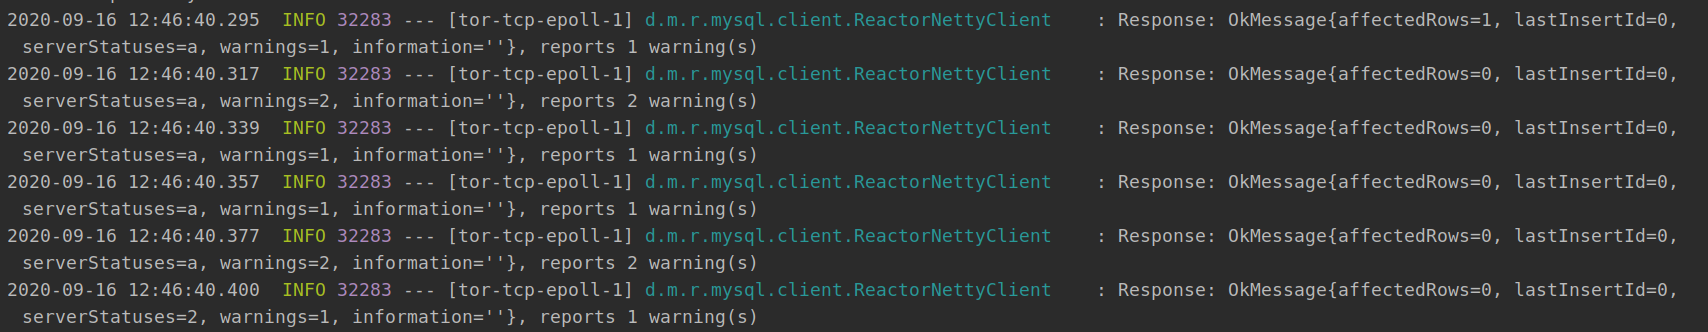 2020-09-16 12:46:40.295  INFO 32283 --- [tor-tcp-epoll-1] d.m.r.mysql.client.ReactorNettyClient    : Response: OkMessage{affectedRows=1, lastInsertId=0,
serverStatuses=a, warnings=1, information=''}, reports 1 warning(s)
2020-09-16 12:46:40.317  INFO 32283 --- [tor-tcp-epoll-1] d.m.r.mysql.client.ReactorNettyClient    : Response: OkMessage{affectedRows=0, lastInsertId=0,
serverStatuses=a, warnings=2, information=''}, reports 2 warning(s)
2020-09-16 12:46:40.339  INFO 32283 --- [tor-tcp-epoll-1] d.m.r.mysql.client.ReactorNettyClient    : Response: OkMessage{affectedRows=0, lastInsertId=0,
serverStatuses=a, warnings=1, information=''}, reports 1 warning(s)
2020-09-16 12:46:40.357  INFO 32283 --- [tor-tcp-epoll-1] d.m.r.mysql.client.ReactorNettyClient    : Response: OkMessage{affectedRows=0, lastInsertId=0,
serverStatuses=a, warnings=1, information=''}, reports 1 warning(s)
2020-09-16 12:46:40.377  INFO 32283 --- [tor-tcp-epoll-1] d.m.r.mysql.client.ReactorNettyClient    : Response: OkMessage{affectedRows=0, lastInsertId=0,
serverStatuses=a, warnings=2, information=''}, reports 2 warning(s)
2020-09-16 12:46:40.400  INFO 32283 --- [tor-tcp-epoll-1] d.m.r.mysql.client.ReactorNettyClient    : Response: OkMessage{affectedRows=0, lastInsertId=0,
serverStatuses=2, warnings=1, information=''}, reports 1 warning(s)